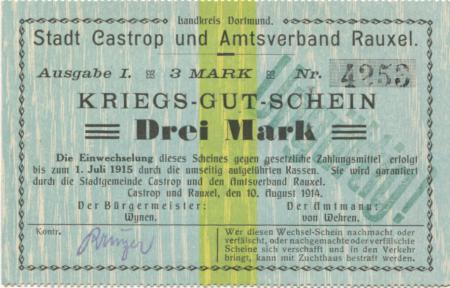 Landkreis Dortmund.
Stadt Castrop und Amtsverband Rauxel.
Ausgabe I. 3 MARK Nr. 4253
KRIEGS-GUT-SCHEIN
Drei Mark
Ungültig!
Die Einwechselung dieses Scheines gegen gesetzliche Zahlungsmittel erfolgt
bis zum 1. Juli 1915 durch die umseitig aufgeführten Kassen. Sie wird garantiert
durch die Stadtgemeinde Castrop und den Amtsverband Rauxel.
Castrop und Rauxel, den 10. August 1914.
Der Bürgermeister: Der Amtmann:
Wynen. von Wehren.
Kontr.
Wer diesen Wechsel-Schein nachmacht oder
verfälscht, oder nachgemachte oder verfälschte
Scheine sich verschafft und in den Verkehr
bringt, kann mit Zuchthaus bestraft werden.